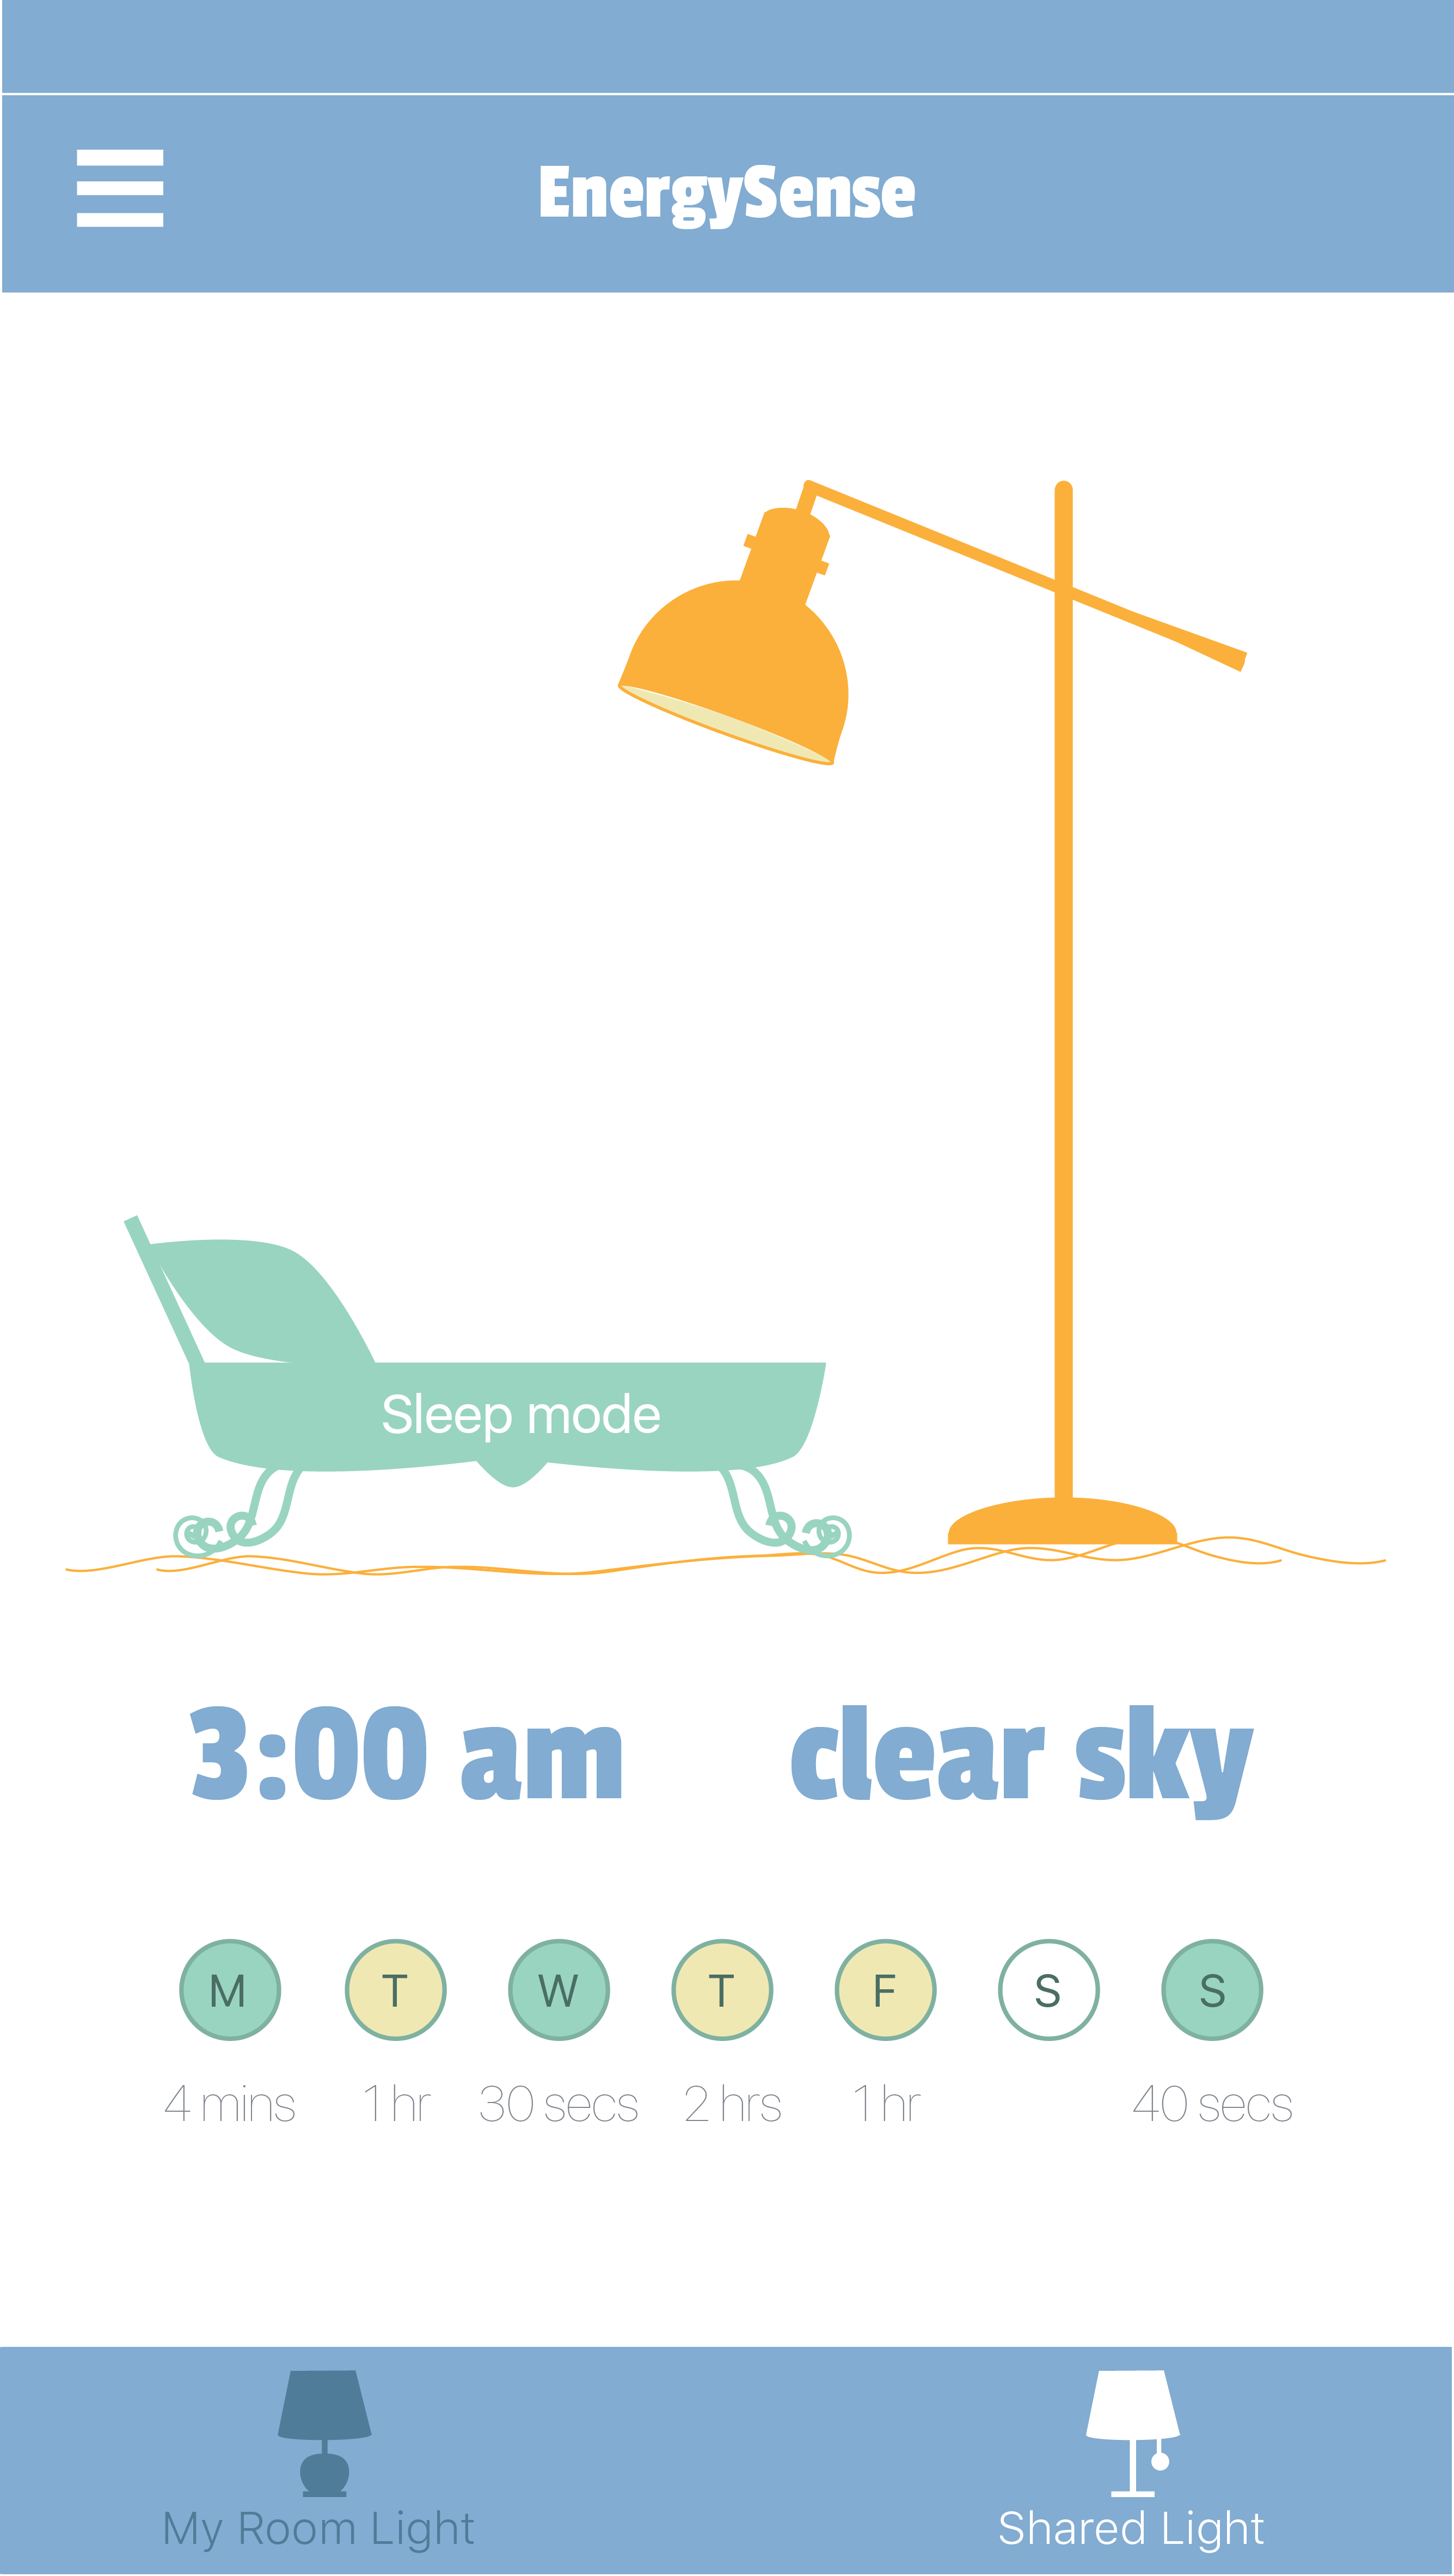 EnergySense
Sleep mode
3:00 am clear sky
M T W T F S S
4 mins 1 hr 30 secs 2 hrs 1 hr 40 secs
My Room Light Shared Light